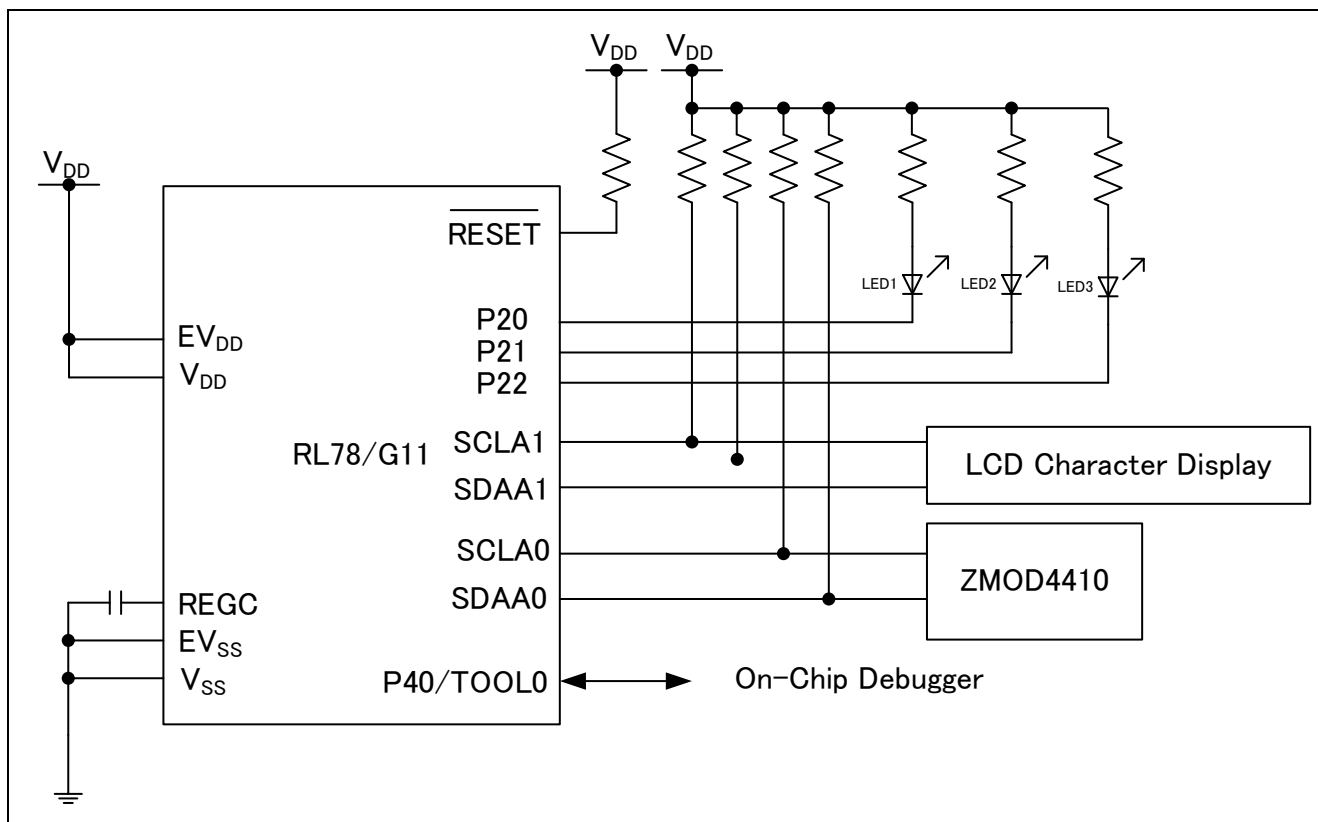 VDD
VDD
VDD
RESET
LED1
LED2
LED3
P20
P21
P22
EVDD
VDD
RL78/G11
SCLA1
LCD Character Display
SDAA1
SCLA0
ZMOD4410
SDAA0
REGC
EVSS
VSS
P40/TOOL0
On-Chip Debugger